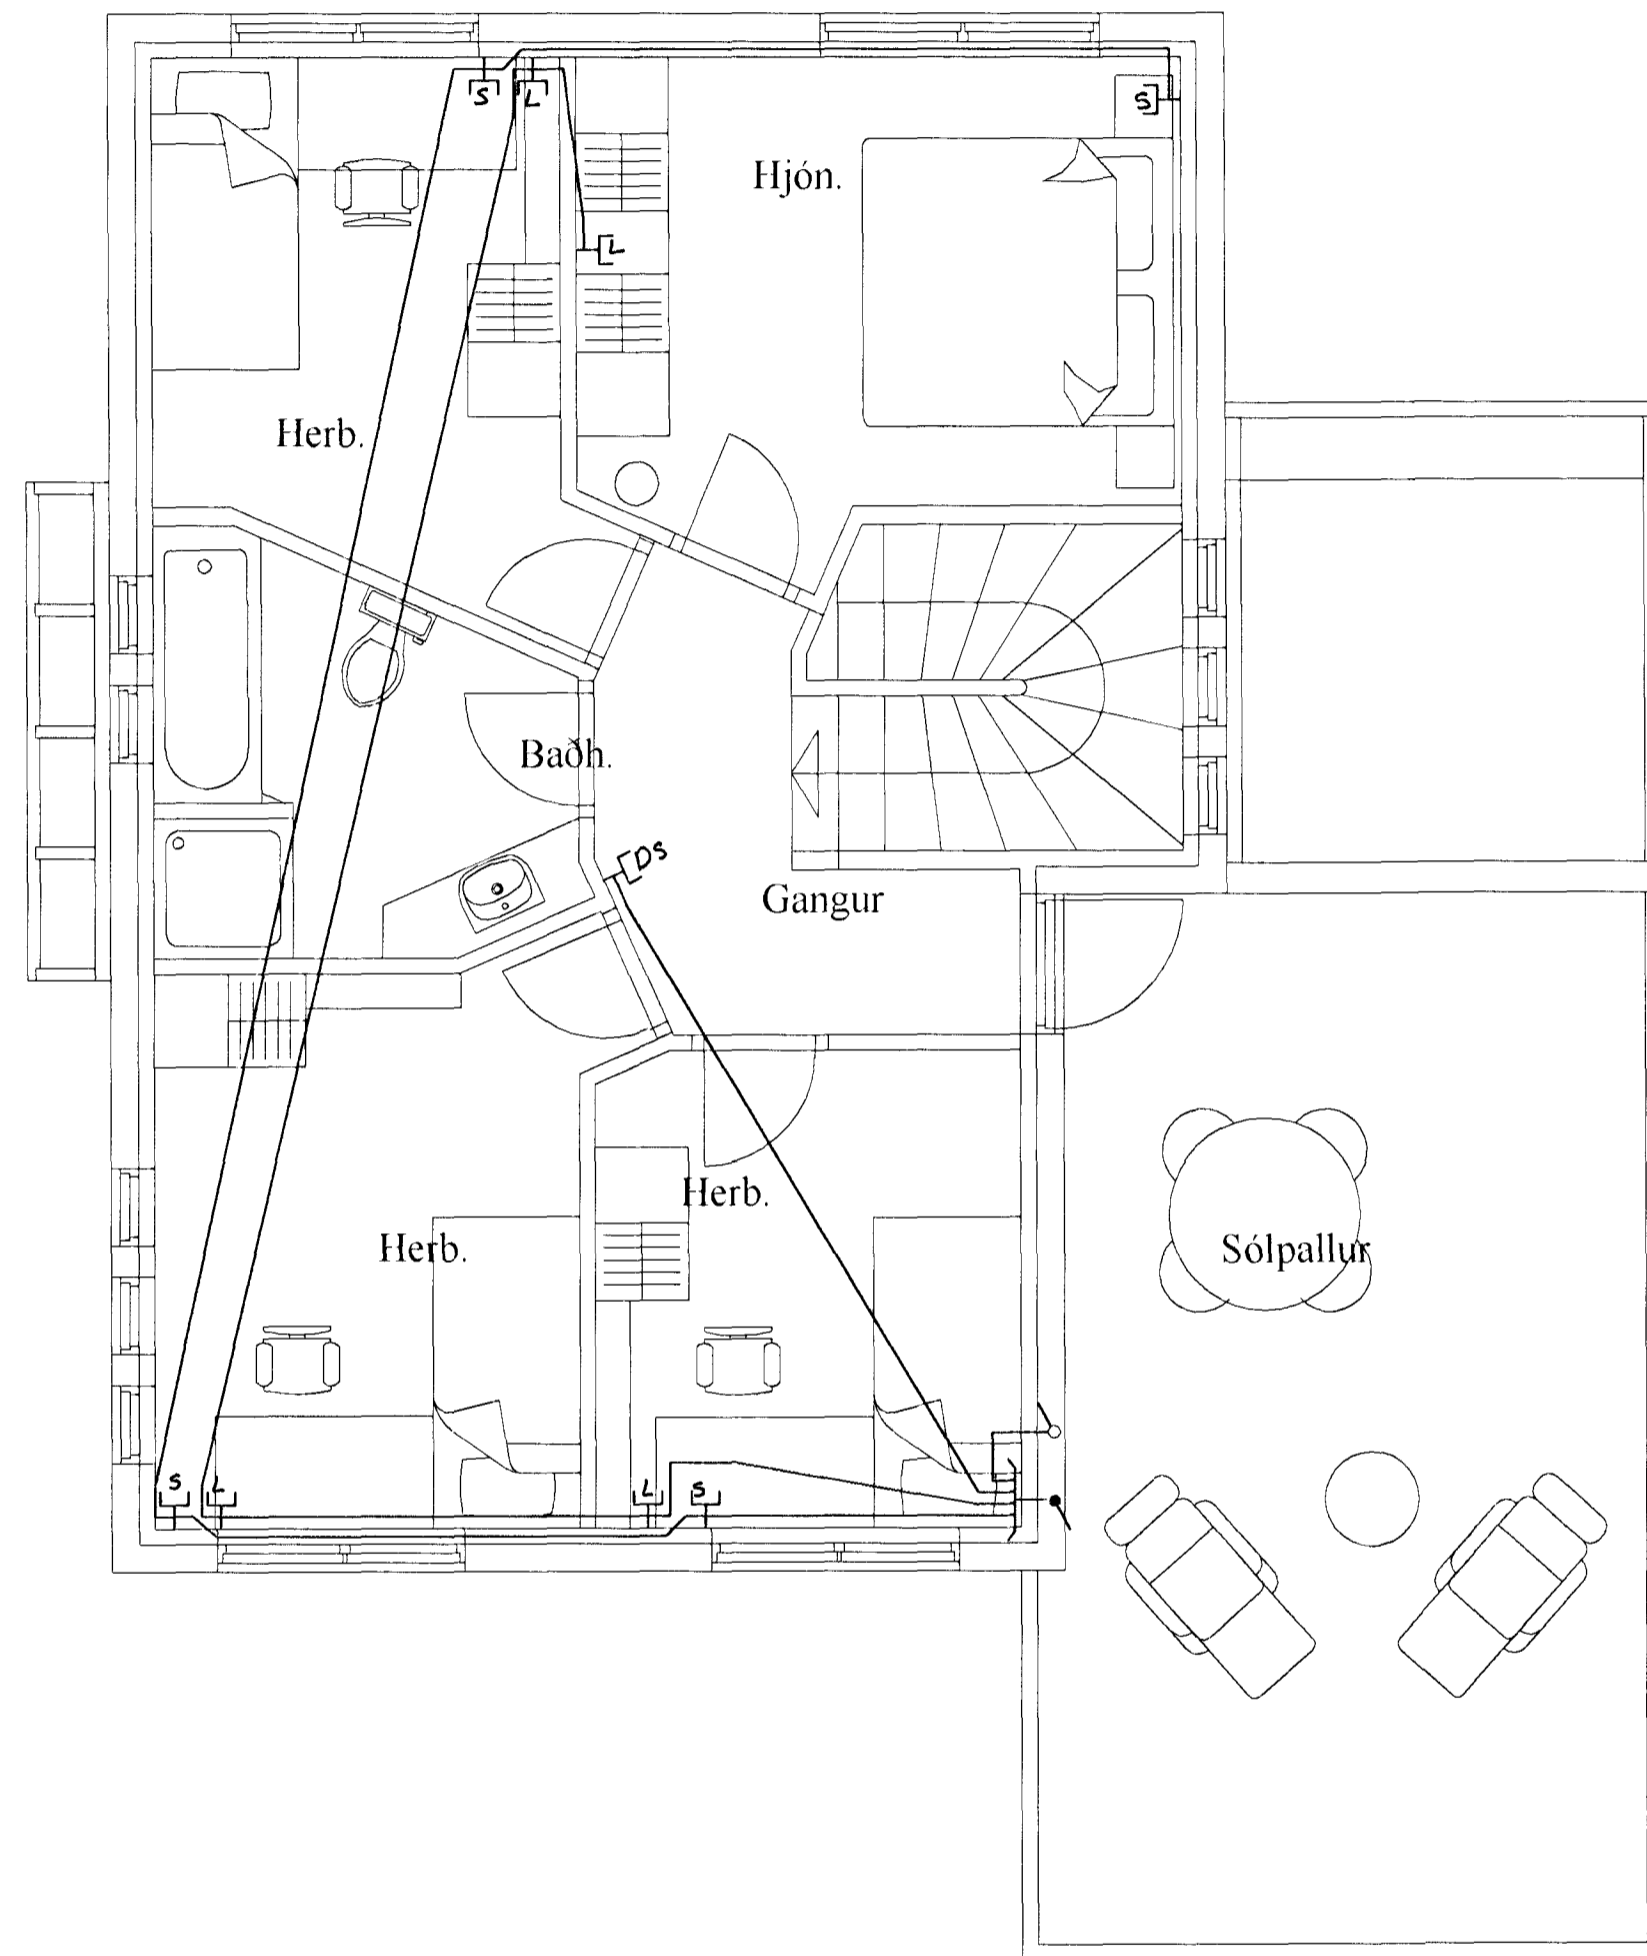 S
L
S
Hjón.
L
Herb.
Baðh.
DS
Gangur
Herb.
Herb.
Sólpallur
S
L
L
S